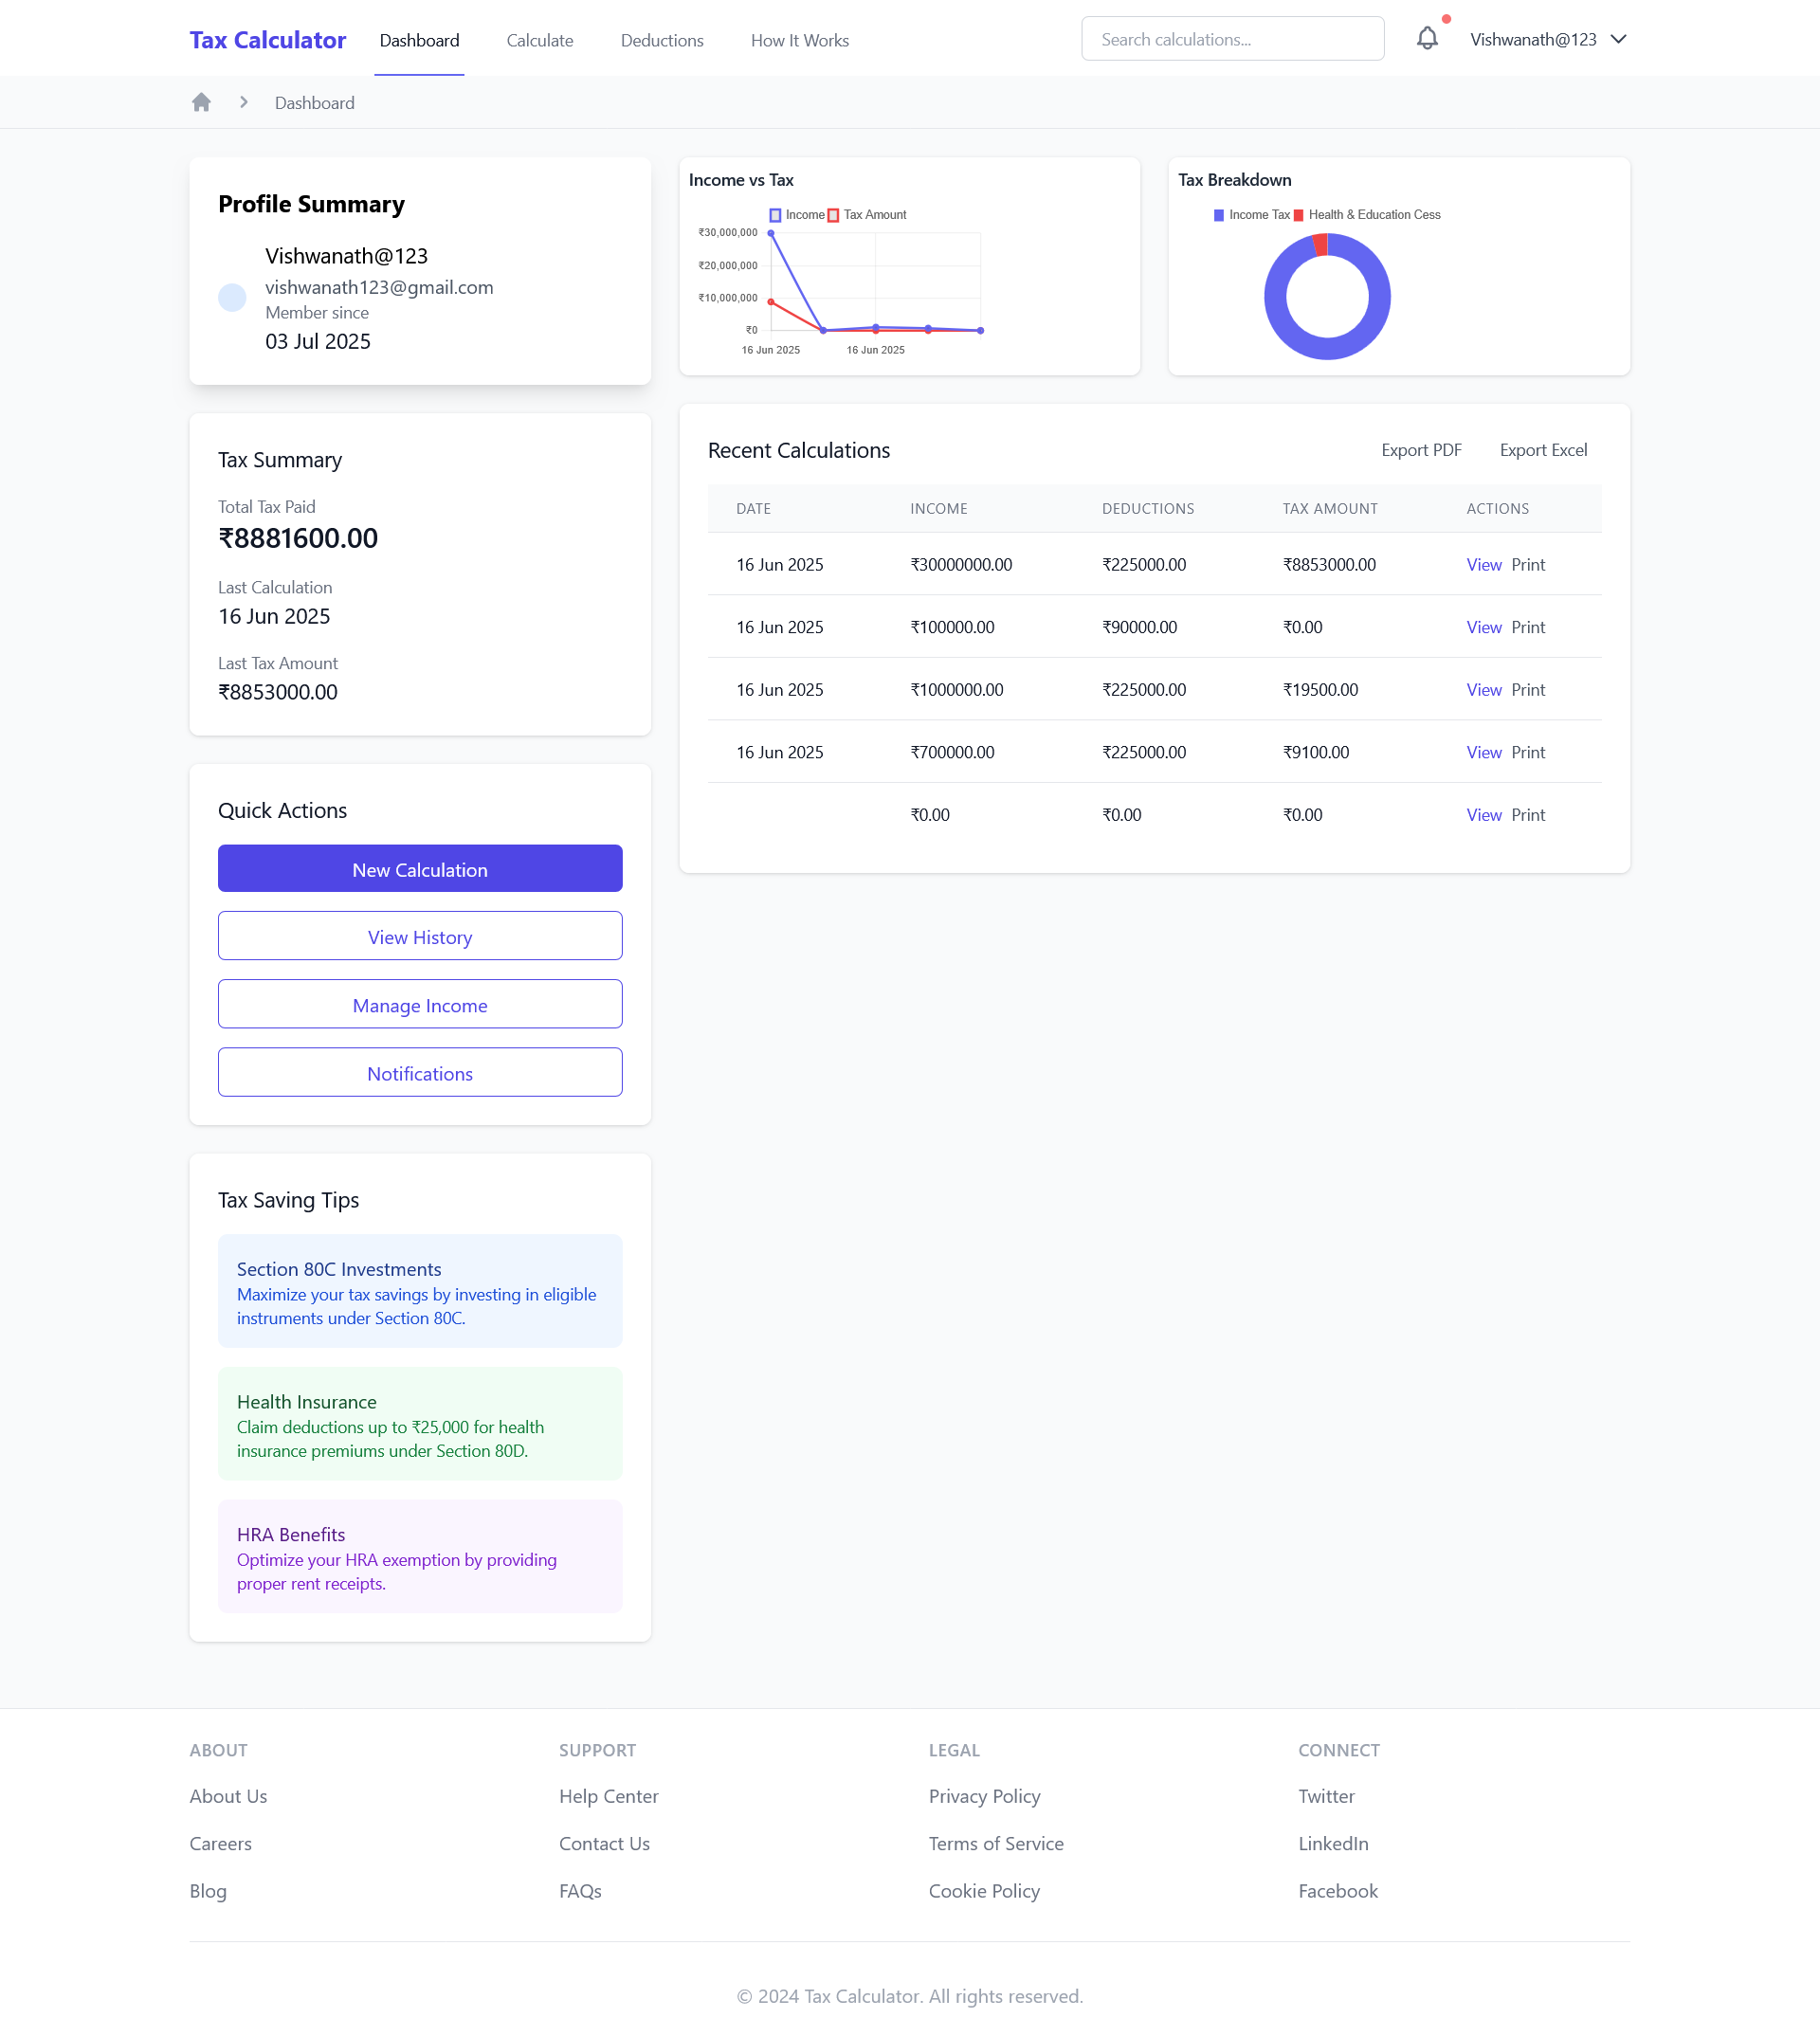 Tax Calculator
Dashboard
Calculate
Deductions
How It Works
Search calculations...
Vishwanath@123
Dashboard
Profile Summary
Vishwanath@123
vishwanath123@gmail.com
Member since
03 Jul 2025
Tax Summary
Total Tax Paid
₹8881600.00
Last Calculation
16 Jun 2025
Last Tax Amount
₹8853000.00
Quick Actions
New Calculation
View History
Manage Income
Notifications
Tax Saving Tips
Section 80C Investments
Maximize your tax savings by investing in eligible
instruments under Section 80C.
Health Insurance
Claim deductions up to ₹25,000 for health
insurance premiums under Section 80D.
HRA Benefits
Optimize your HRA exemption by providing
proper rent receipts.
Income vs Tax
Income Tax Amount
₹30,000,000
₹20,000,000
₹10,000,000
₹0
16 Jun 2025 16 Jun 2025
Tax Breakdown
Income Tax Health & Education Cess
Recent Calculations
Export PDF Export Excel
DATE INCOME DEDUCTIONS TAX AMOUNT ACTIONS
16 Jun 2025 ₹30000000.00 ₹225000.00 ₹8853000.00 View Print
16 Jun 2025 ₹100000.00 ₹90000.00 ₹0.00 View Print
16 Jun 2025 ₹1000000.00 ₹225000.00 ₹19500.00 View Print
16 Jun 2025 ₹700000.00 ₹225000.00 ₹9100.00 View Print
₹0.00 ₹0.00 ₹0.00 View Print
ABOUT
About Us
Careers
Blog
SUPPORT
Help Center
Contact Us
FAQs
LEGAL
Privacy Policy
Terms of Service
Cookie Policy
CONNECT
Twitter
LinkedIn
Facebook
© 2024 Tax Calculator. All rights reserved.